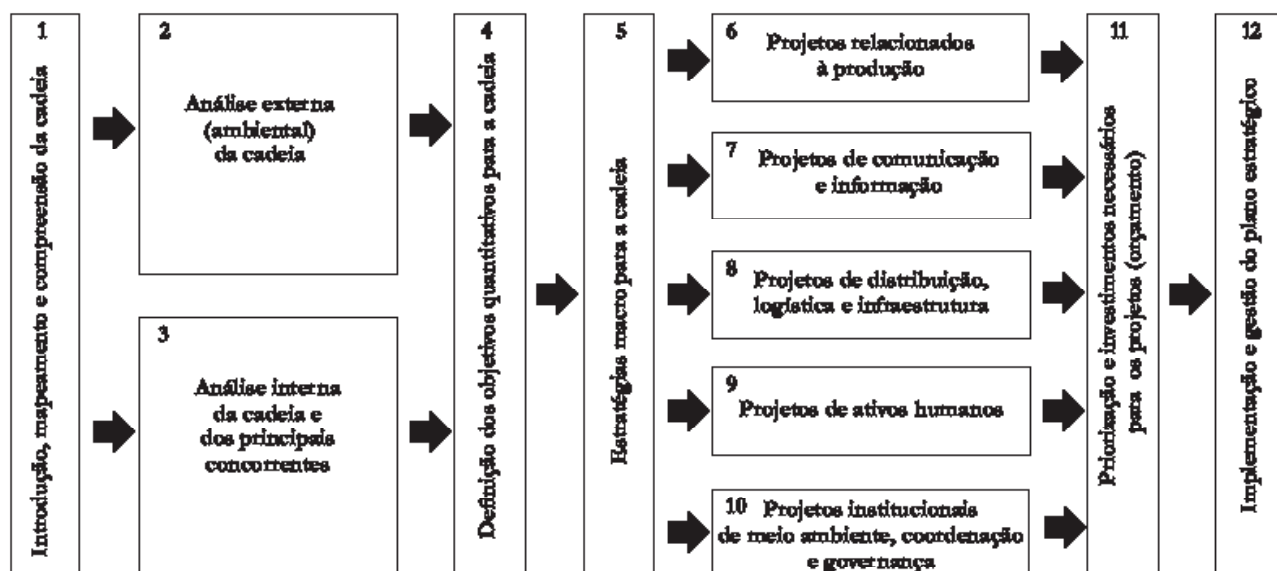 1
Introdução, mapeamento e compreensão da cadeia
2
Análise externa
(ambiental)
da cadeia
3
Análise interna
da cadeia e
dos principais
concorrentes
4
Definição dos objetivos quantitativos para a cadeia
5
Estratégias macro para a cadeia
6
Projetos relacionados
à produção
7
Projetos de comunicação
e informação
8
Projetos de distribuição,
logística e infraestrutura
9
Projetos de ativos humanos
10
Projetos institucionais
de meio ambiente, coordenação
e governança
11
Priorização e investimentos necessários
para os projetos (orçamento)
12
Implementação e gestão do plano estratégico